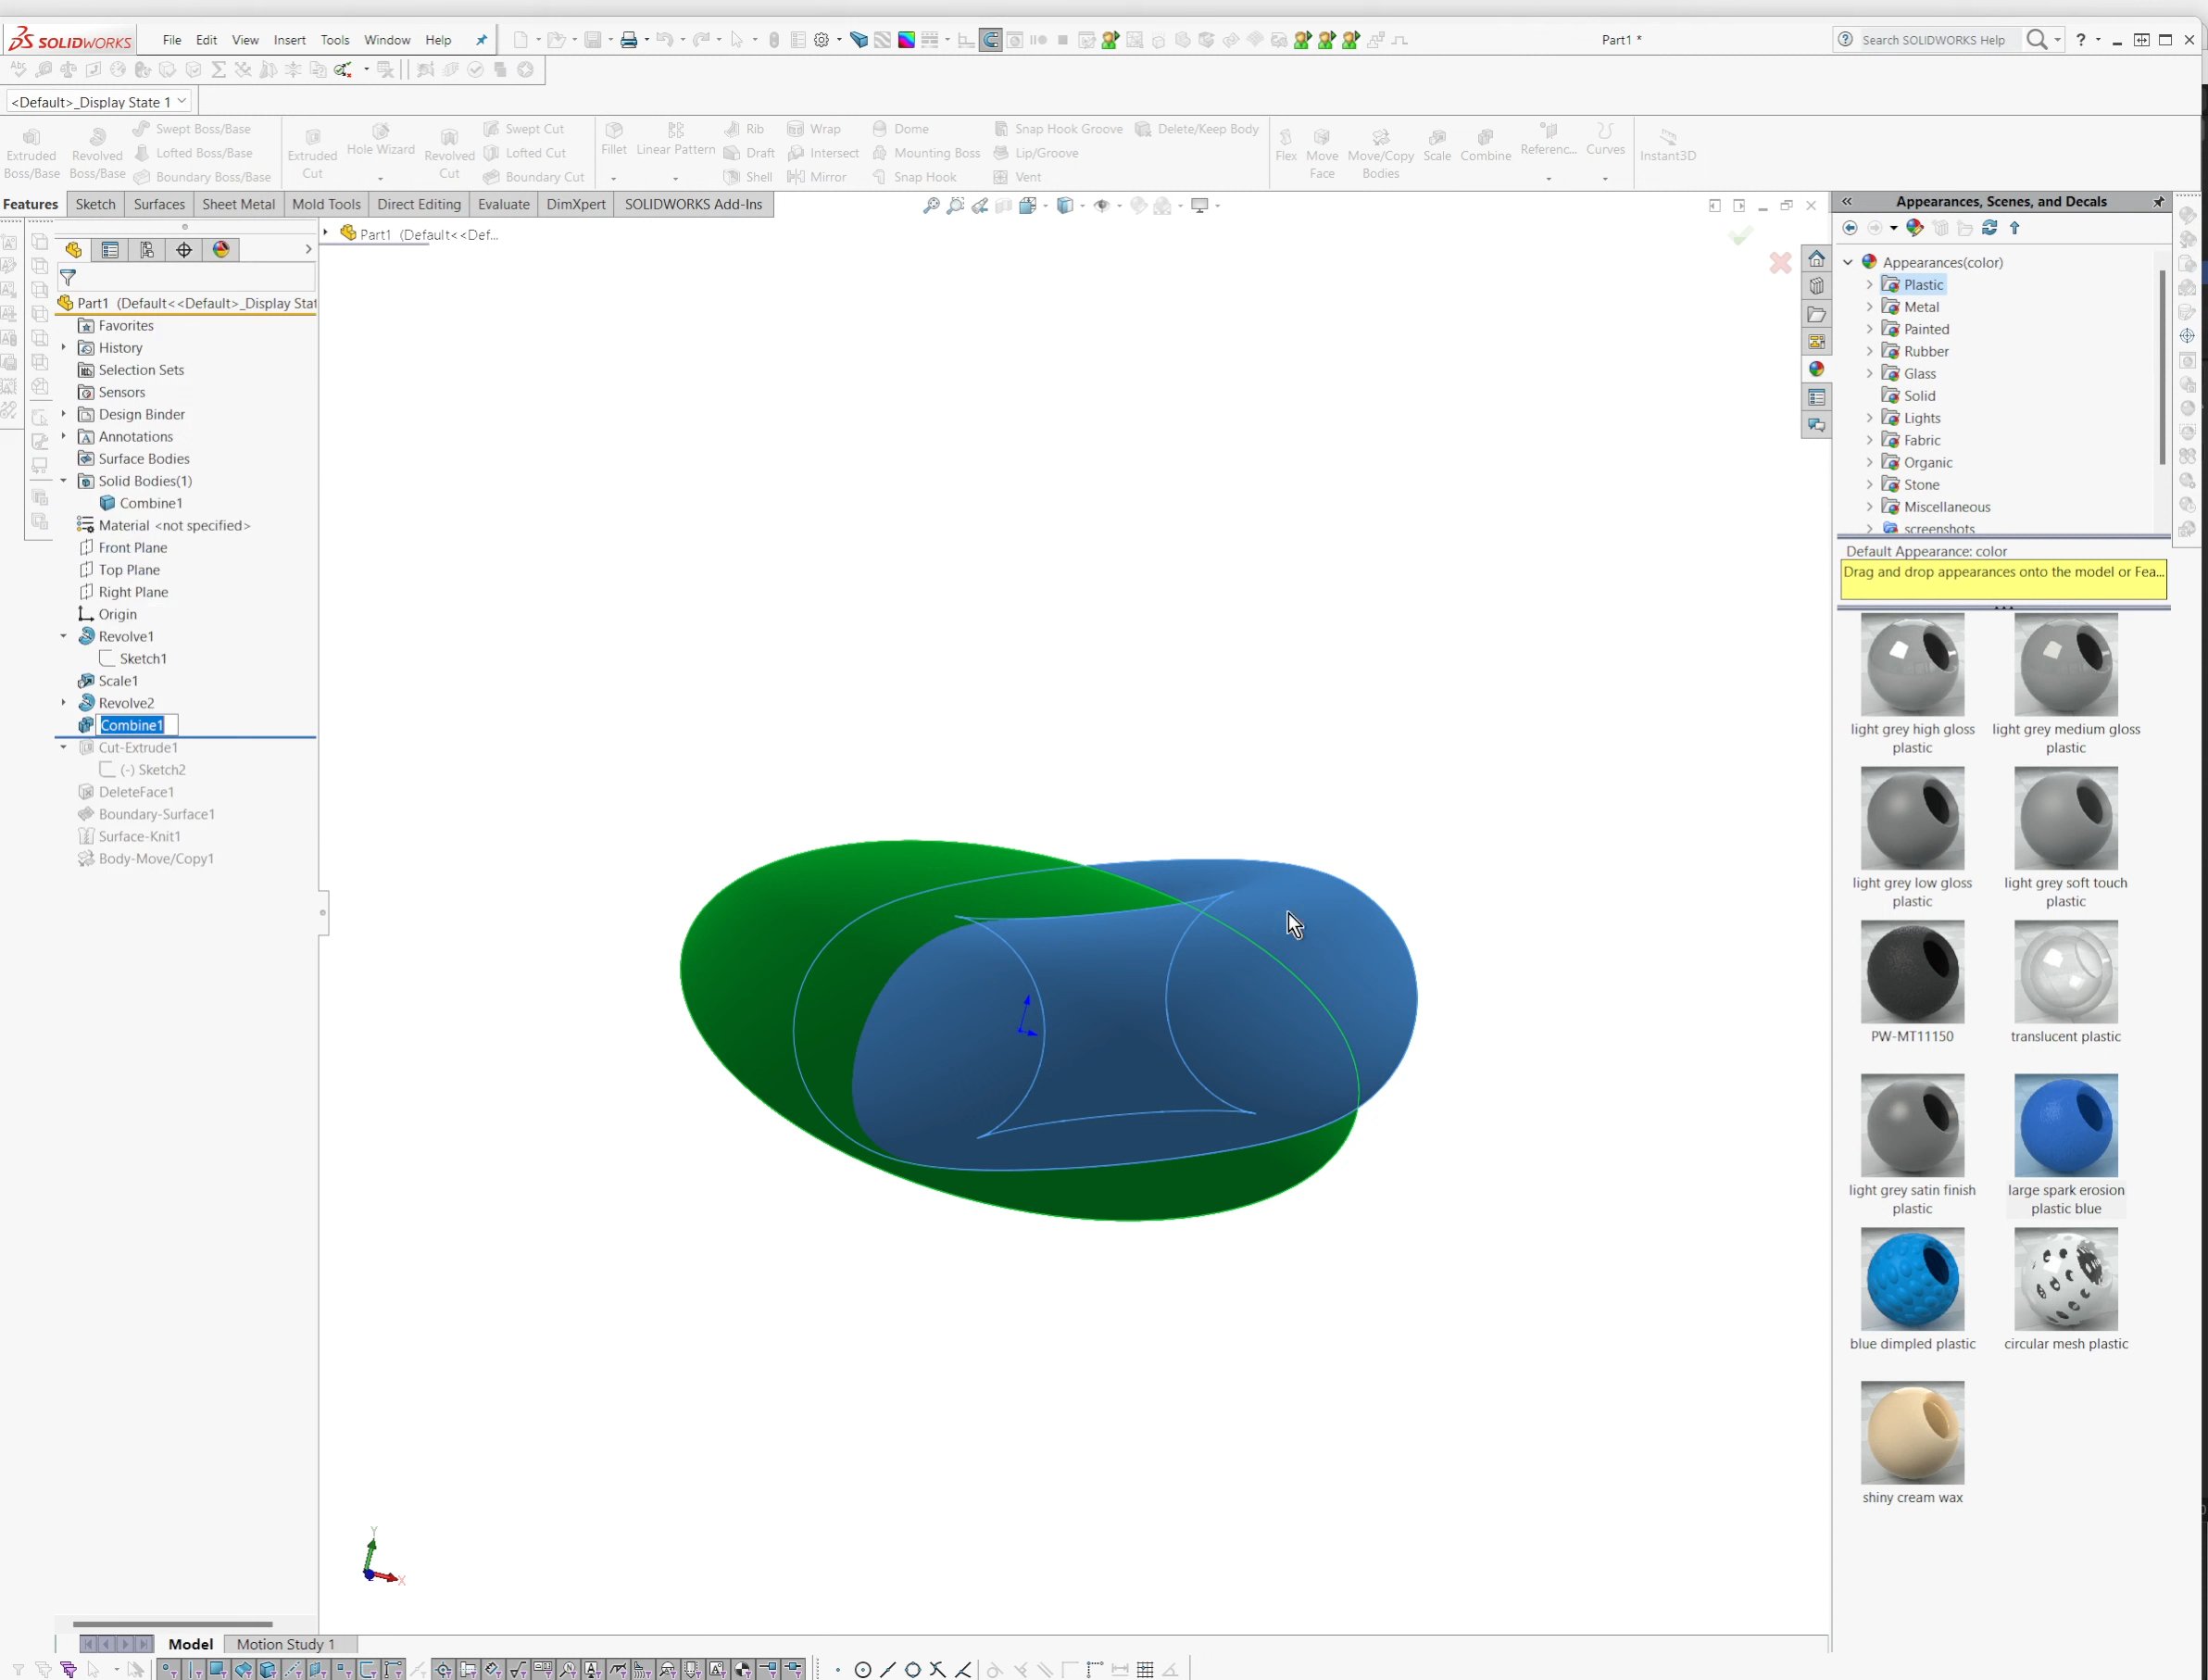 SOLIDWORKS File Edit View Insert Tools Window Help Part1 * Search SOLIDWORKS Help
<Default>_Display State 1
Extruded Boss/Base
Revolved Boss/Base
Swept Boss/Base
Lofted Boss/Base
Boundary Boss/Base
Extruded Cut
Hole Wizard
Revolved Cut
Swept Cut
Lofted Cut
Boundary Cut
Fillet
Linear Pattern
Rib
Draft
Shell
Wrap
Intersect
Mirror
Dome
Mounting Boss
Snap Hook
Snap Hook Groove
Lip/Groove
Vent
Delete/Keep Body
Flex
Move Face
Move/Copy Bodies
Scale
Combine
Referenc...
Curves
Instant3D
Features Sketch Surfaces Sheet Metal Mold Tools Direct Editing Evaluate DimXpert SOLIDWORKS Add-Ins
Part1 (Default<<Def...
Part1 (Default<<Default>_Display Stat
Favorites
History
Selection Sets
Sensors
Design Binder
Annotations
Surface Bodies
Solid Bodies(1)
Combine1
Material <not specified>
Front Plane
Top Plane
Right Plane
Origin
Revolve1
Sketch1
Scale1
Revolve2
Combine1
Cut-Extrude1
(-) Sketch2
DeleteFace1
Boundary-Surface1
Surface-Knit1
Body-Move/Copy1
Y
X
Model Motion Study 1
Appearances, Scenes, and Decals
Appearances(color)
Plastic
Metal
Painted
Rubber
Glass
Solid
Lights
Fabric
Organic
Stone
Miscellaneous
screenshots
Default Appearance: color
Drag and drop appearances onto the model or Fea...
light grey high gloss plastic
light grey medium gloss plastic
light grey low gloss plastic
light grey soft touch plastic
PW-MT11150
translucent plastic
light grey satin finish plastic
large spark erosion plastic blue
blue dimpled plastic
circular mesh plastic
shiny cream wax